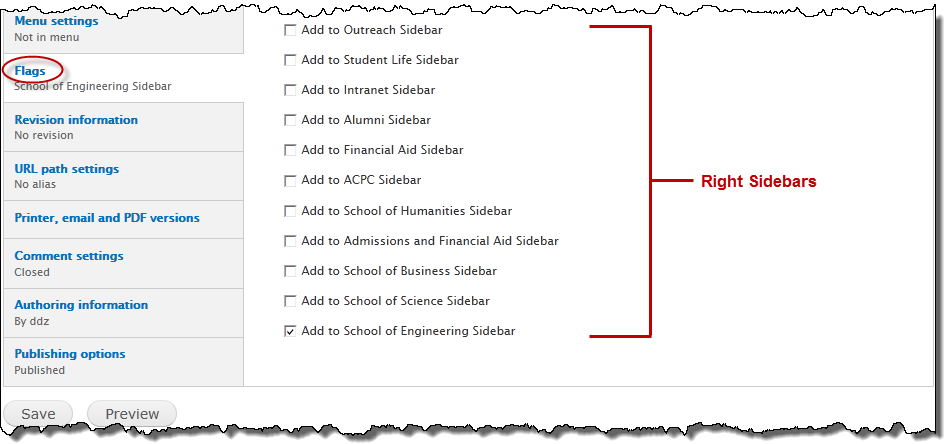 Menu settings
Not in menu
Flags
School of Engineering Sidebar
Revision information
No revision
URL path settings
No alias
Printer, email and PDF versions
Comment settings
Closed
Authoring information
By ddz
Publishing options
Published
Add to Outreach Sidebar
Add to Student Life Sidebar
Add to Intranet Sidebar
Add to Alumni Sidebar
Add to Financial Aid Sidebar
Add to ACPC Sidebar
Add to School of Humanities Sidebar
Add to Admissions and Financial Aid Sidebar
Add to School of Business Sidebar
Add to School of Science Sidebar
Add to School of Engineering Sidebar
Right Sidebars
Save
Preview